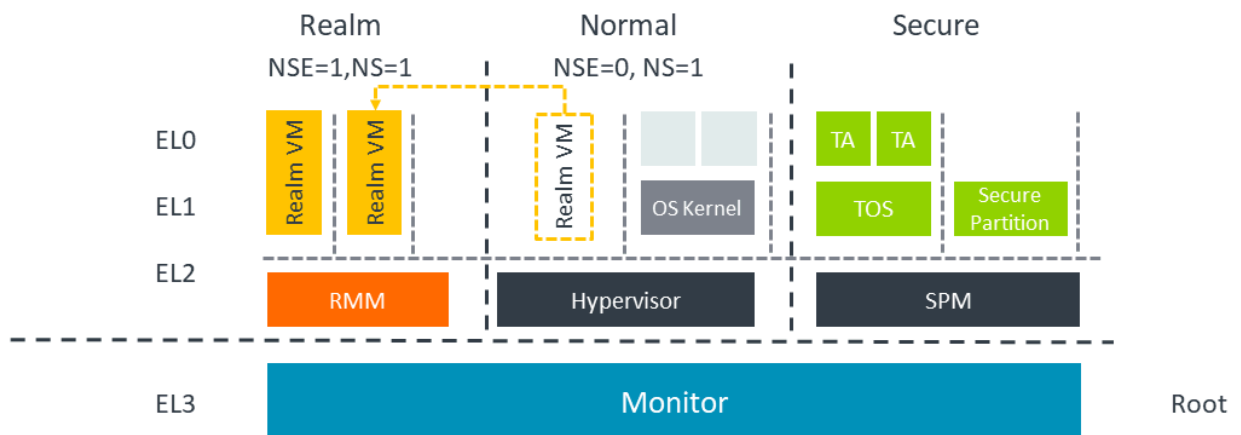 Realm
Normal
Secure
NSE=1,NS=1
NSE=0, NS=1
EL0
Realm VM
Realm VM
Realm VM
TA
TA
EL1
OS Kernel
TOS
Secure
Partition
EL2
RMM
Hypervisor
SPM
EL3
Monitor
Root